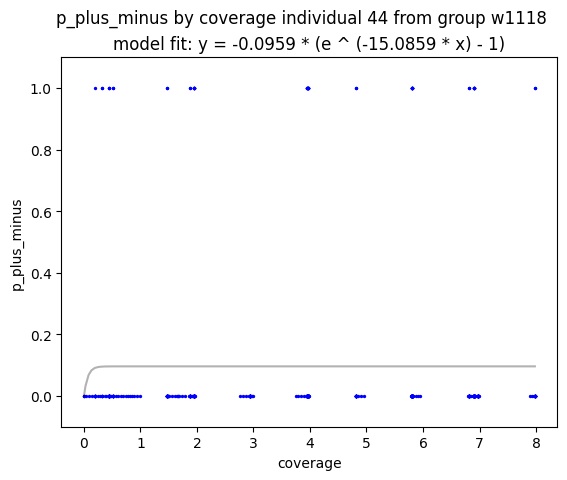 p_plus_minus by coverage individual 44 from group w1118
model fit: y = -0.0959 * (e ^ (-15.0859 * x) - 1)
1.0
0.8
0.6
0.4
0.2
0.0
p_plus_minus
0 1 2 3 4 5 6 7 8
coverage